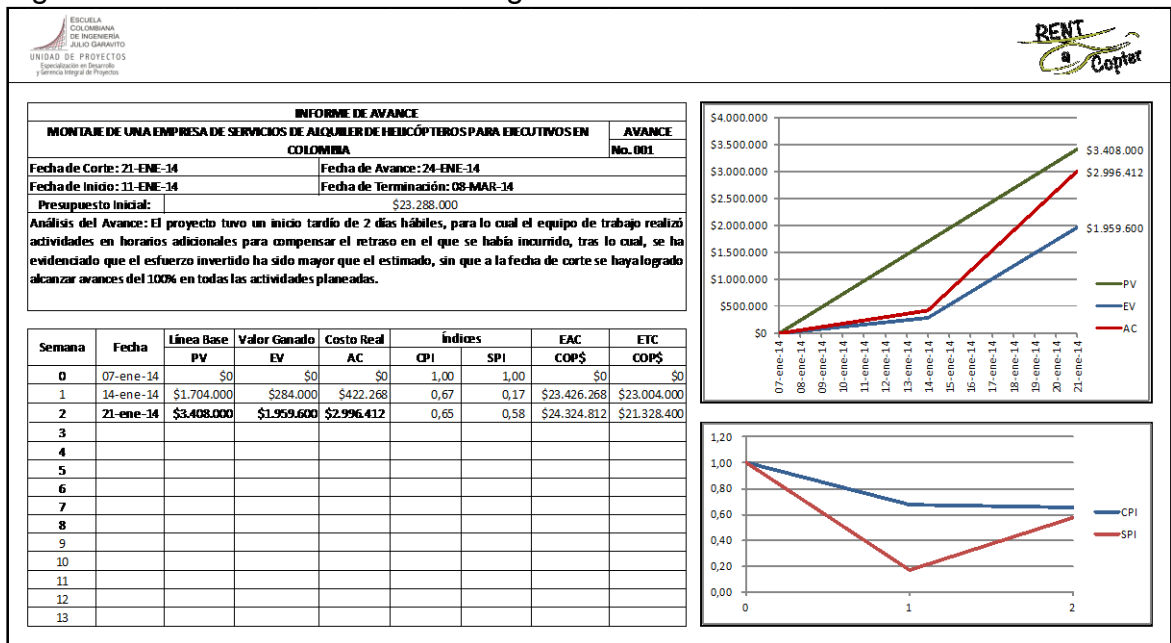 ESCUELA
COLOMBIANA
DE INGENIERÍA
JULIO GARAVITO
UNIDAD DE PROYECTOS
Especialización en Desarrollo
y Gerencia Integral de Proyectos
RENT
a
Copter
INFORME DE AVANCE
MONTAJE DE UNA EMPRESA DE SERVICIOS DE ALQUILER DE HELICÓPTEROS PARA EJECUTIVOS EN
COLOMBIA
AVANCE
No. 001
Fecha de Corte: 21-ENE-14 Fecha de Avance: 24-ENE-14
Fecha de Inicio: 11-ENE-14 Fecha de Terminación: 08-MAR-14
Presupuesto Inicial: $23.288.000
Análisis del Avance: El proyecto tuvo un inicio tardío de 2 días hábiles, para lo cual el equipo de trabajo realizó
actividades en horarios adicionales para compensar el retraso en el que se había incurrido, tras lo cual, se ha
evidenciado que el esfuerzo invertido ha sido mayor que el estimado, sin que a la fecha de corte se haya logrado
alcanzar avances del 100% en todas las actividades planeadas.
Semana Fecha Línea Base Valor Ganado Costo Real Índices EAC ETC
PV EV AC CPI SPI COP$ COP$
0 07-ene-14 $0 $0 $0 1,00 1,00 $0 $0
1 14-ene-14 $1.704.000 $284.000 $422.268 0,67 0,17 $23.426.268 $23.004.000
2 21-ene-14 $3.408.000 $1.959.600 $2.996.412 0,65 0,58 $24.324.812 $21.328.400
3
4
5
6
7
8
9
10
11
12
13
$4.000.000
$3.500.000
$3.000.000
$2.500.000
$2.000.000
$1.500.000
$1.000.000
$500.000
$0
$3.408.000
$2.996.412
$1.959.600
PV
EV
AC
07-ene-14
08-ene-14
09-ene-14
10-ene-14
11-ene-14
12-ene-14
13-ene-14
14-ene-14
15-ene-14
16-ene-14
17-ene-14
18-ene-14
19-ene-14
20-ene-14
21-ene-14
1,20
1,00
0,80
0,60
0,40
0,20
0,00
0 1 2
CPI
SPI